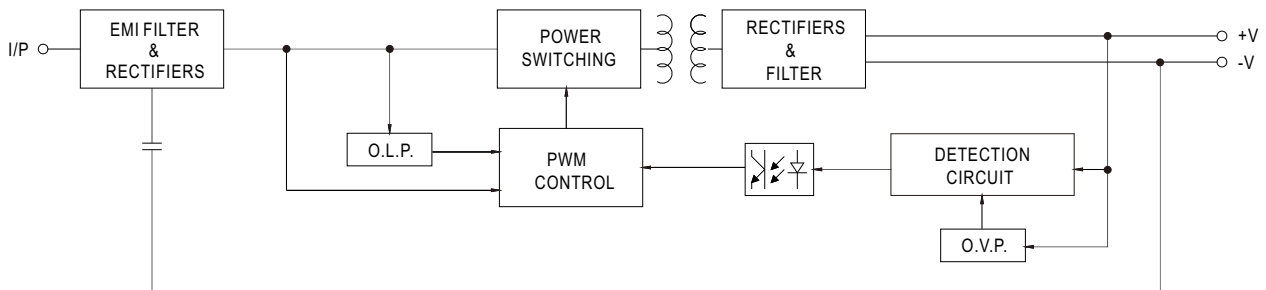 I/P
EMI FILTER
&
RECTIFIERS
POWER
SWITCHING
RECTIFIERS
&
FILTER
+V
-V
O.L.P.
PWM
CONTROL
DETECTION
CIRCUIT
O.V.P.